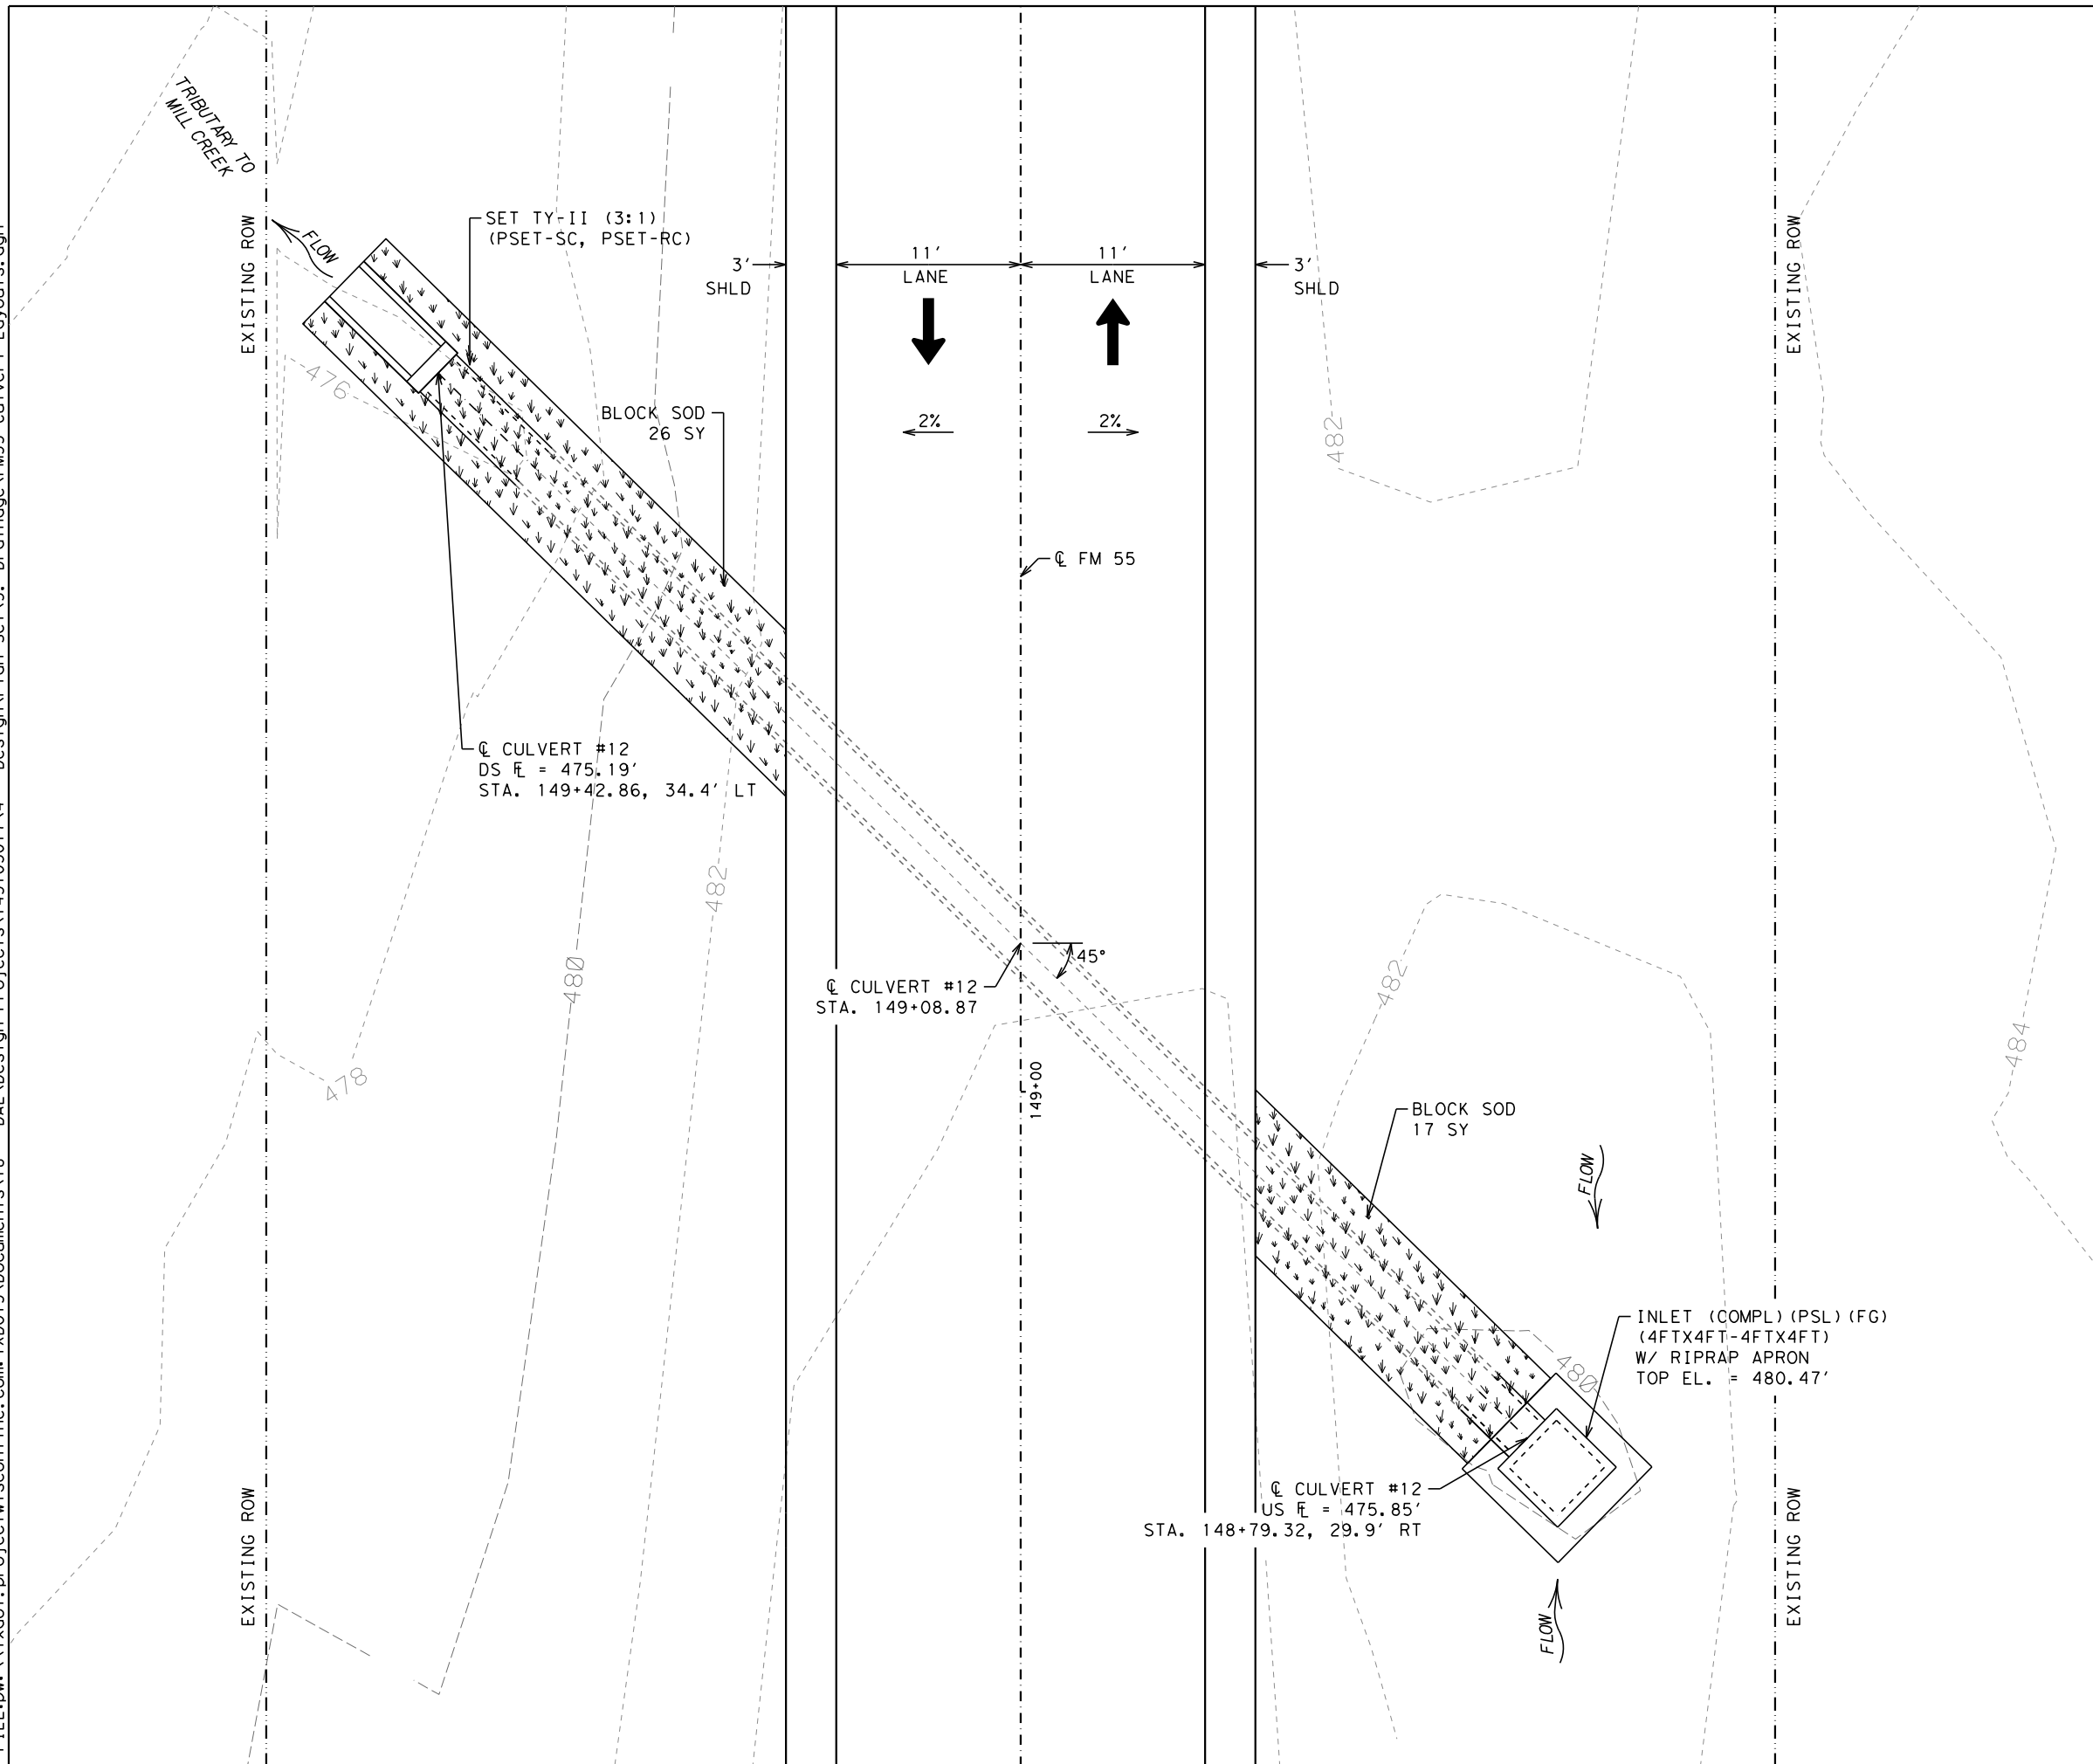 TRIBUTARY TO
MILL CREEK
EXISTING ROW
FLOW
SET TY-II (3:1)
(PSET-SC, PSET-RC)
3'
SHLD
11'
LANE
11'
LANE
3'
SHLD
EXISTING ROW
476
BLOCK SOD
26 SY
2%
2%
482
℄ FM 55
℄ CULVERT #12
DS FL = 475.19'
STA. 149+42.86, 34.4' LT
482
480
478
45°
℄ CULVERT #12
STA. 149+08.87
149+00
482
484
BLOCK SOD
17 SY
FLOW
INLET (COMPL)(PSL)(FG)
(4FTX4FT-4FTX4FT)
W/ RIPRAP APRON
TOP EL. = 480.47'
480
℄ CULVERT #12
US FL = 475.85'
STA. 148+79.32, 29.9' RT
EXISTING ROW
FLOW
EXISTING ROW